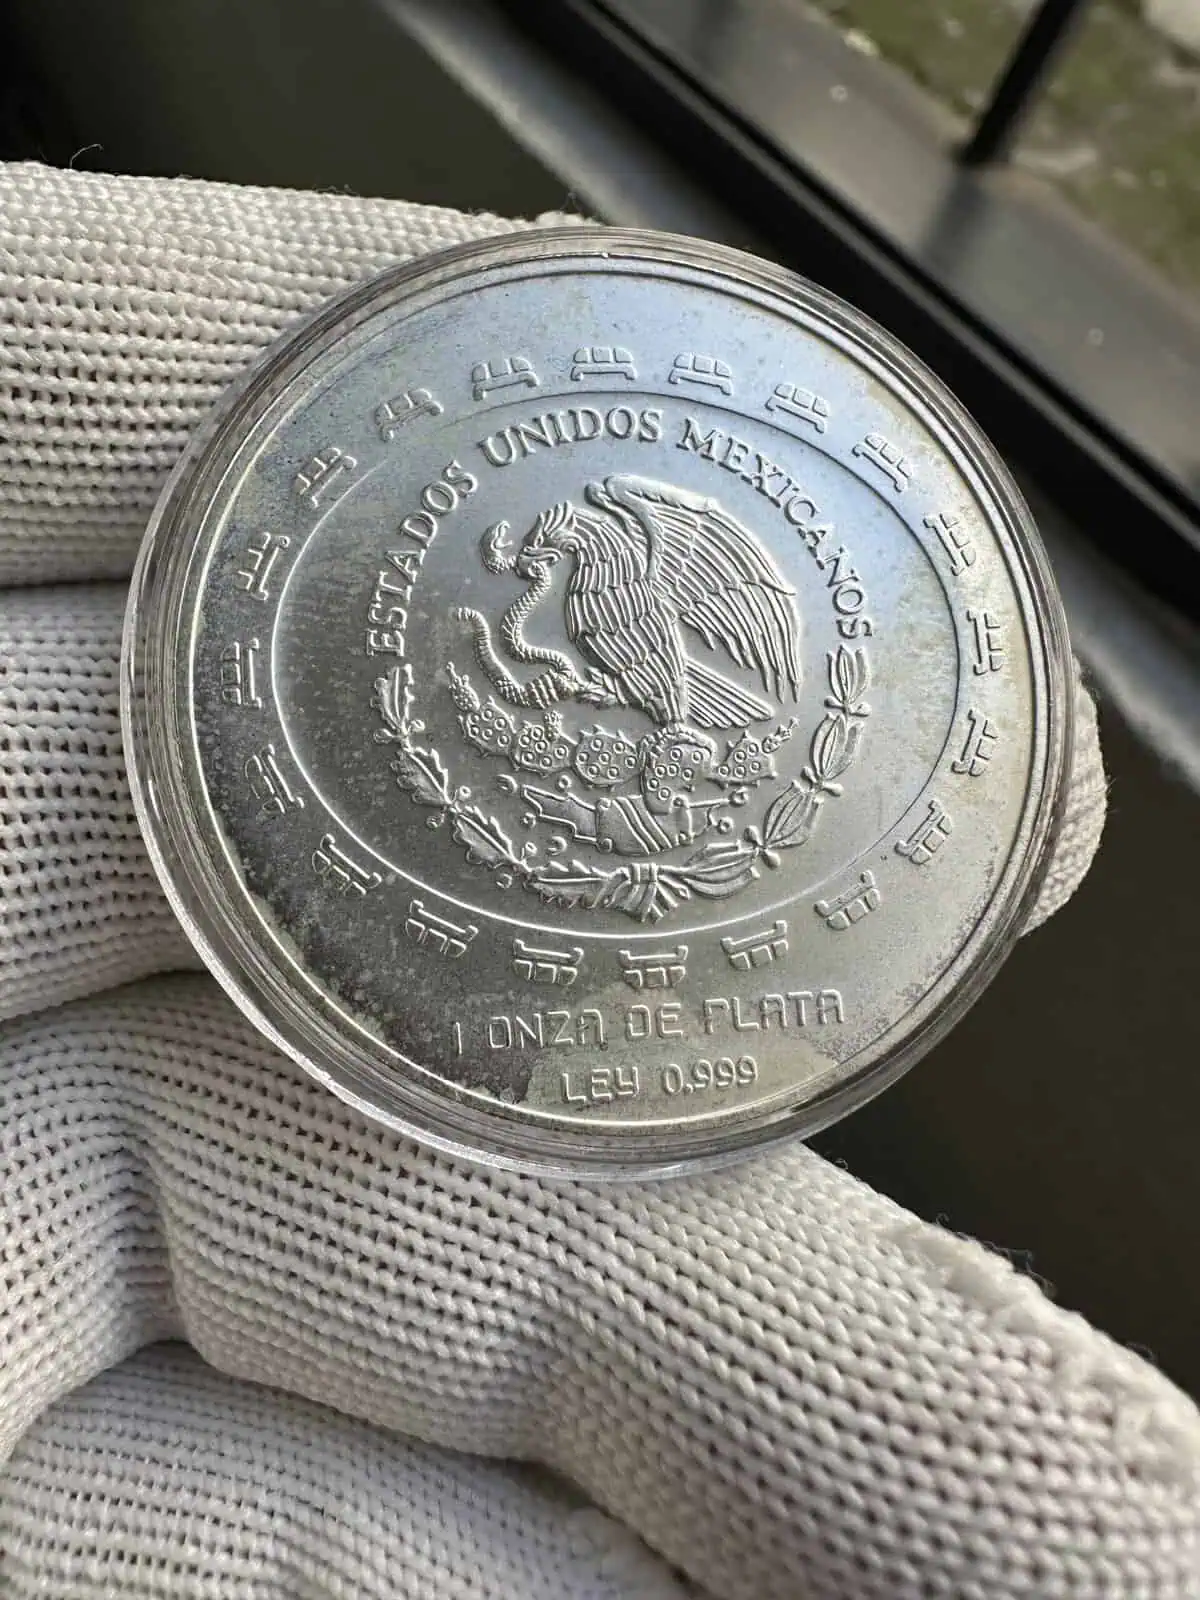 ESTADOS UNIDOS MEXICANOS
1 ONZA DE PLATA
LEY 0.999